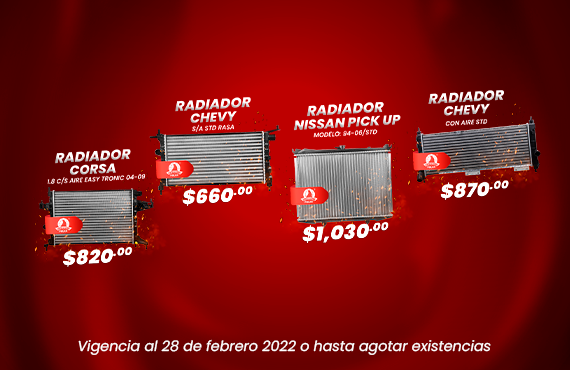 RADIADOR
CORSA
1.8 C/S AIRE EASY TRONIC 04-09
$820.00
RADIADOR
CHEVY
S/A STD RASA
$660.00
RADIADOR
NISSAN PICK UP
MODELO: 94-06/STD
$1,030.00
RADIADOR
CHEVY
CON AIRE STD
$870.00
Vigencia al 28 de febrero 2022 o hasta agotar existencias